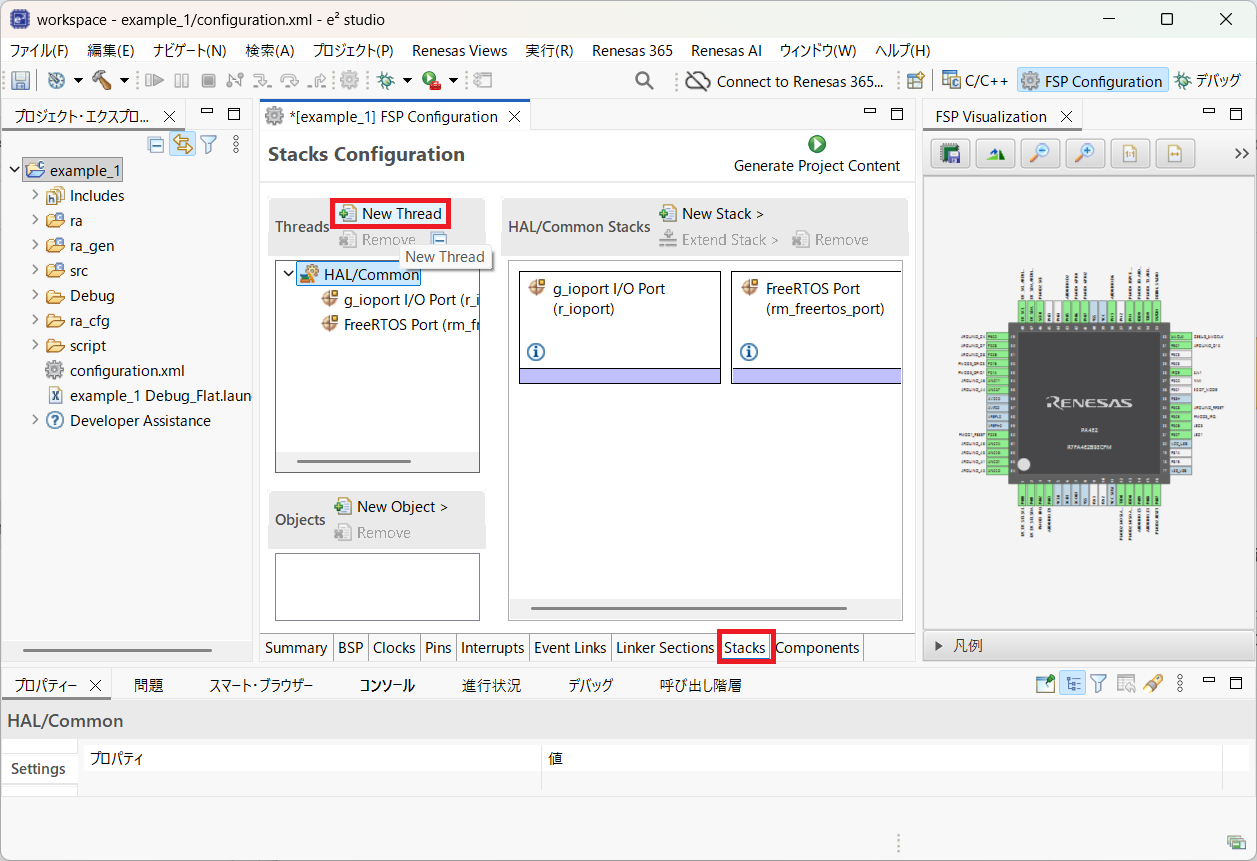 workspace - example_1/configuration.xml - e² studio
ファイル(F) 編集(E) ナビゲート(N) 検索(A) プロジェクト(P) Renesas Views 実行(R) Renesas 365 Renesas AI ウィンドウ(W) ヘルプ(H)
Connect to Renesas 365... C/C++ FSP Configuration デバッグ
プロジェクト・エクスプロ...
example_1
Includes
ra
ra_gen
src
Debug
ra_cfg
script
configuration.xml
example_1 Debug_Flat.laun
Developer Assistance
*[example_1] FSP Configuration
Stacks Configuration
Generate Project Content
Threads
New Thread
Remove
New Thread
HAL/Common
g_ioport I/O Port (r_i
FreeRTOS Port (rm_fr
Objects
New Object >
Remove
HAL/Common Stacks
New Stack >
Extend Stack > Remove
g_ioport I/O Port
(r_ioport)
FreeRTOS Port
(rm_freertos_port)
Summary BSP Clocks Pins Interrupts Event Links Linker Sections Stacks Components
FSP Visualization
RENESAS
凡例
プロパティー 問題 スマート・ブラウザー コンソール 進行状況 デバッグ 呼び出し階層
HAL/Common
Settings
プロパティ 値